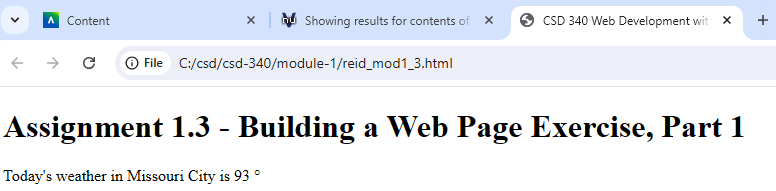 Content
Showing results for contents of
CSD 340 Web Development wit
File C:/csd/csd-340/module-1/reid_mod1_3.html
Assignment 1.3 - Building a Web Page Exercise, Part 1
Today's weather in Missouri City is 93 °